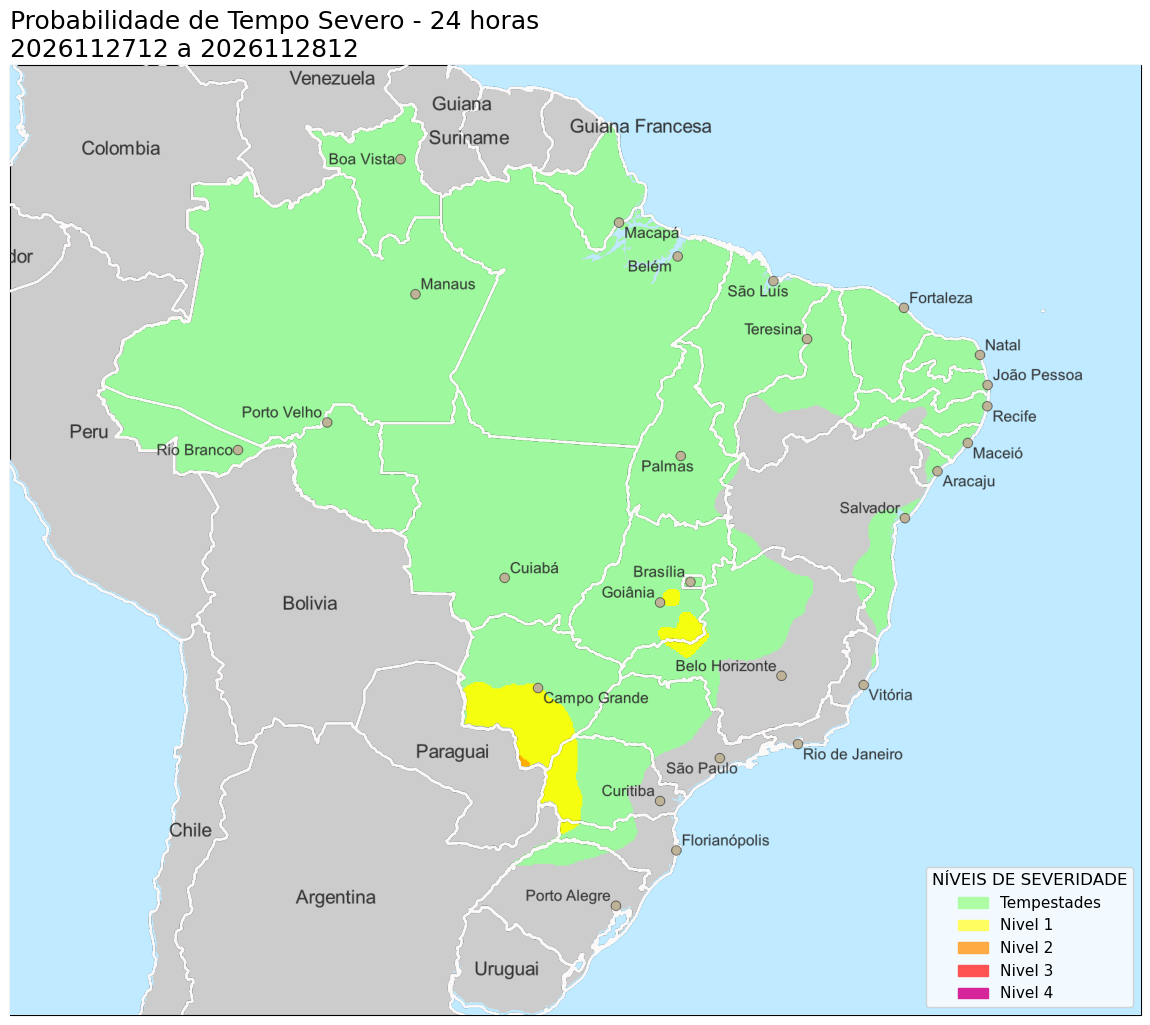 Probabilidade de Tempo Severo - 24 horas
2026112712 a 2026112812
Venezuela
Guiana
Guiana Francesa
Suriname
Colombia
Boa Vista
Macapá
dor
Belém
Manaus
São Luís
Fortaleza
Teresina
Natal
João Pessoa
Porto Velho
Recife
Peru
Rio Branco
Maceió
Palmas
Aracaju
Salvador
Cuiabá
Brasília
Goiânia
Bolivia
Belo Horizonte
Vitória
Campo Grande
Paraguai
Rio de Janeiro
São Paulo
Curitiba
Chile
Florianópolis
Argentina
Porto Alegre
Uruguai
NÍVEIS DE SEVERIDADE
Tempestades
Nivel 1
Nivel 2
Nivel 3
Nivel 4